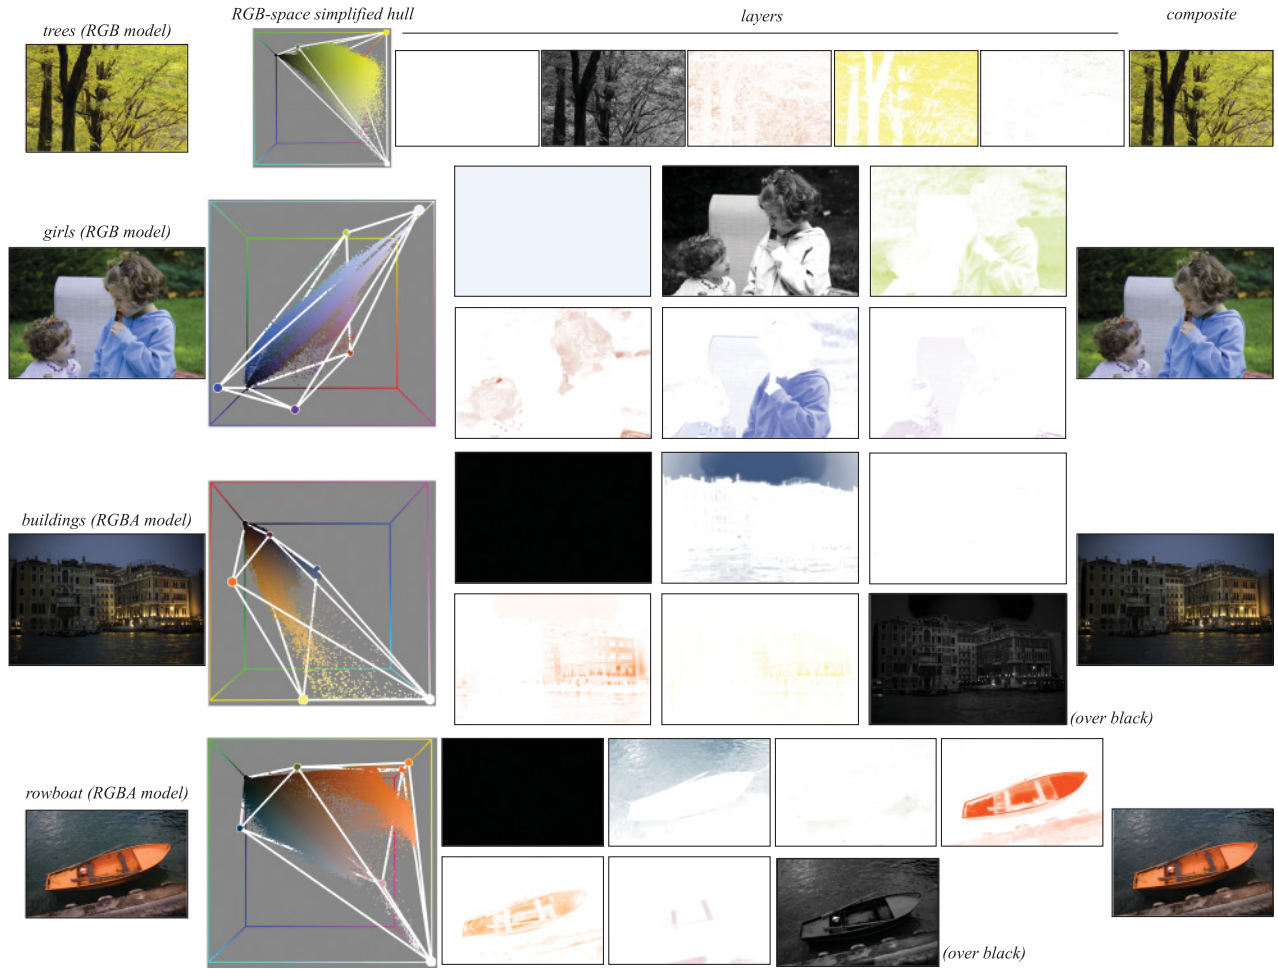 trees (RGB model)
RGB-space simplified hull
layers
composite
girls (RGB model)
buildings (RGBA model)
(over black)
rowboat (RGBA model)
(over black)